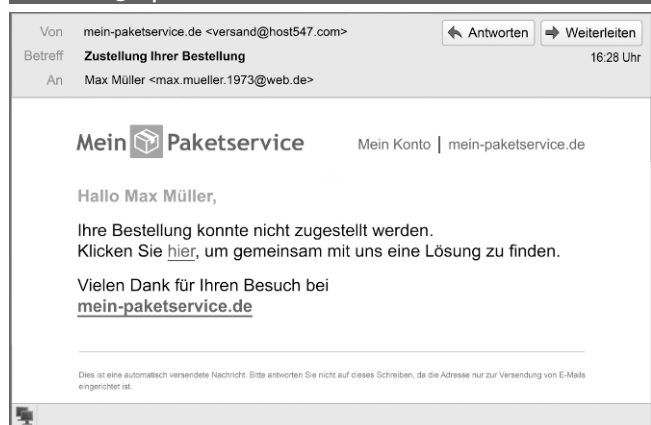 Von mein-paketservice.de <versand@host547.com> Antworten Weiterleiten
Betreff Zustellung Ihrer Bestellung 16:28 Uhr
An Max Müller <max.mueller.1973@web.de>
Mein Paketservice Mein Konto | mein-paketservice.de
Hallo Max Müller,
Ihre Bestellung konnte nicht zugestellt werden.
Klicken Sie hier, um gemeinsam mit uns eine Lösung zu finden.
Vielen Dank für Ihren Besuch bei
mein-paketservice.de
Dies ist eine automatisch versendete Nachricht. Bitte antworten Sie nicht auf dieses Schreiben, da die Adresse nur zur Versendung von E-Mails
eingerichtet ist.